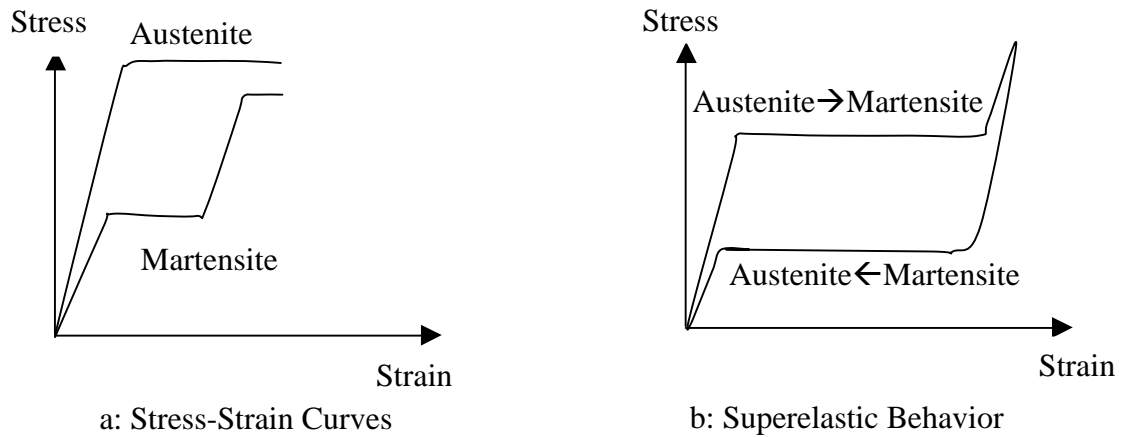 Stress
Austenite
Martensite
Strain
a: Stress-Strain Curves
Stress
Austenite→Martensite
Austenite←Martensite
Strain
b: Superelastic Behavior